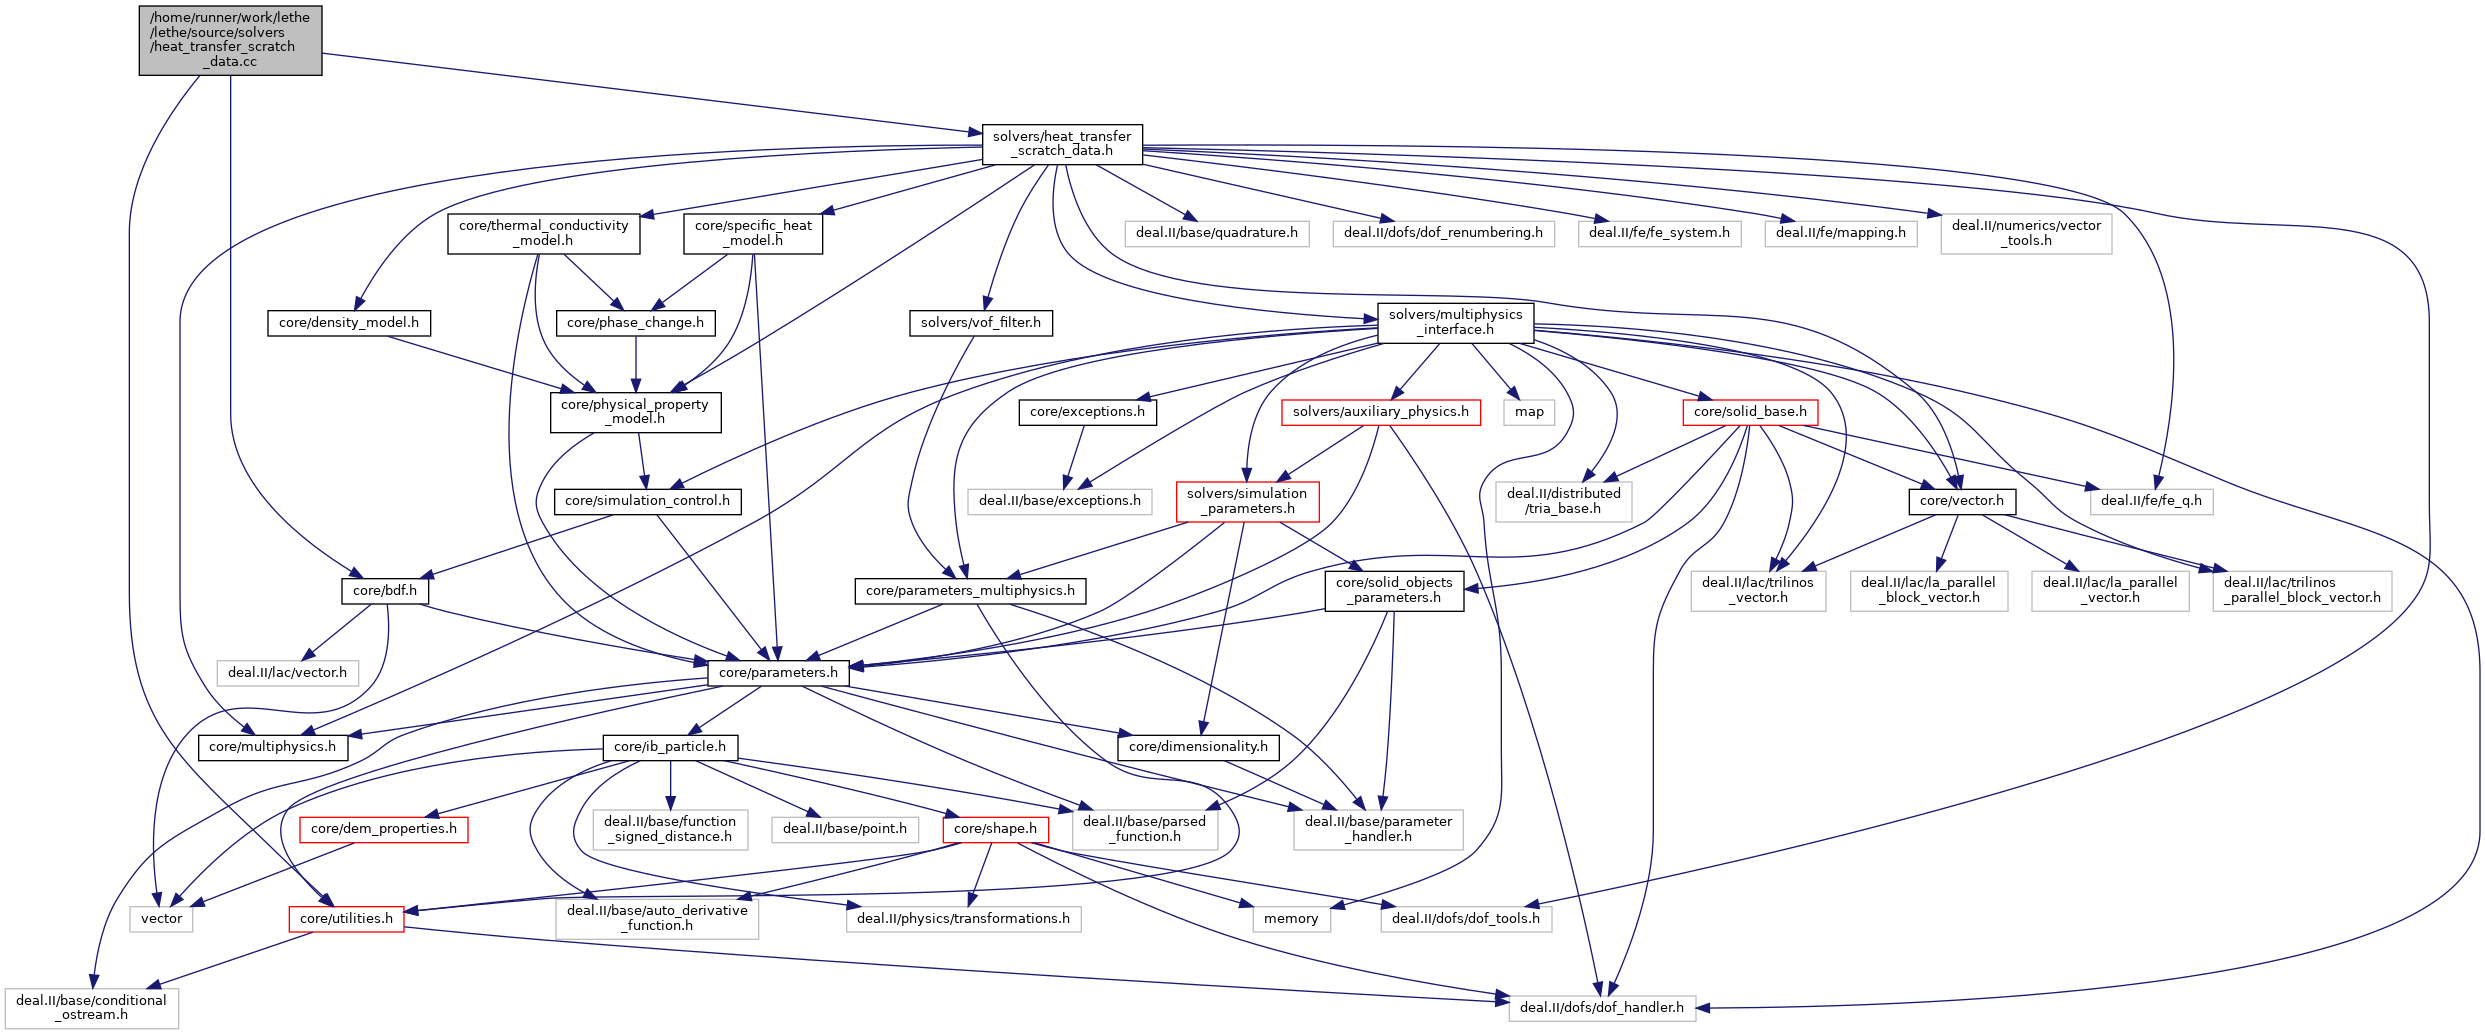 /home/runner/work/lethe
/lethe/source/solvers
/heat_transfer_scratch
_data.cc
solvers/heat_transfer
_scratch_data.h
core/thermal_conductivity
_model.h
core/specific_heat
_model.h
deal.II/base/quadrature.h
deal.II/dofs/dof_renumbering.h
deal.II/fe/fe_system.h
deal.II/fe/mapping.h
deal.II/numerics/vector
_tools.h
core/density_model.h
core/phase_change.h
solvers/vof_filter.h
solvers/multiphysics
_interface.h
core/physical_property
_model.h
core/exceptions.h
solvers/auxiliary_physics.h
map
core/solid_base.h
core/simulation_control.h
deal.II/base/exceptions.h
solvers/simulation
_parameters.h
deal.II/distributed
/tria_base.h
core/vector.h
deal.II/fe/fe_q.h
core/bdf.h
core/parameters_multiphysics.h
core/solid_objects
_parameters.h
deal.II/lac/trilinos
_vector.h
deal.II/lac/la_parallel
_block_vector.h
deal.II/lac/la_parallel
_vector.h
deal.II/lac/trilinos
_parallel_block_vector.h
deal.II/lac/vector.h
core/parameters.h
core/multiphysics.h
core/ib_particle.h
core/dimensionality.h
core/dem_properties.h
deal.II/base/function
_signed_distance.h
deal.II/base/point.h
core/shape.h
deal.II/base/parsed
_function.h
deal.II/base/parameter
_handler.h
vector
core/utilities.h
deal.II/base/auto_derivative
_function.h
deal.II/physics/transformations.h
memory
deal.II/dofs/dof_tools.h
deal.II/base/conditional
_ostream.h
deal.II/dofs/dof_handler.h